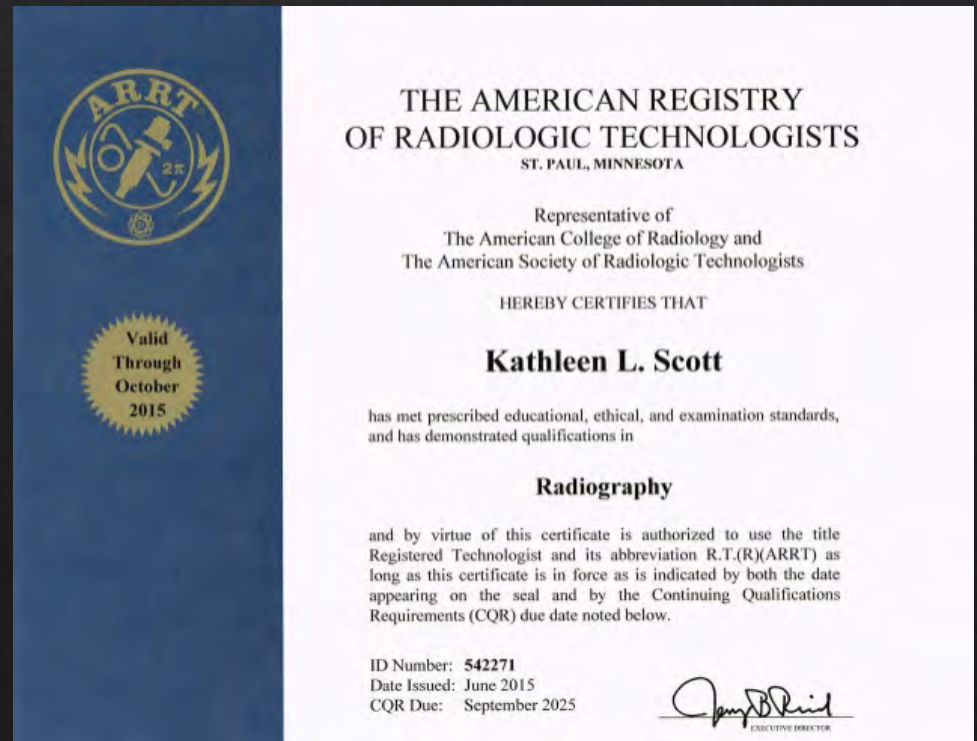 ARRT
2π
Valid
Through
October
2015
THE AMERICAN REGISTRY
OF RADIOLOGIC TECHNOLOGISTS
ST. PAUL, MINNESOTA
Representative of
The American College of Radiology and
The American Society of Radiologic Technologists
HEREBY CERTIFIES THAT
Kathleen L. Scott
has met prescribed educational, ethical, and examination standards,
and has demonstrated qualifications in
Radiography
and by virtue of this certificate is authorized to use the title
Registered Technologist and its abbreviation R.T.(R)(ARRT) as
long as this certificate is in force as is indicated by both the date
appearing on the seal and by the Continuing Qualifications
Requirements (CQR) due date noted below.
ID Number: 542271
Date Issued: June 2015
CQR Due: September 2025
EXECUTIVE DIRECTOR